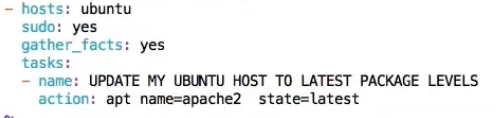 - hosts: ubuntu
sudo: yes
gather_facts: yes
tasks:
- name: UPDATE MY UBUNTU HOST TO LATEST PACKAGE LEVELS
action: apt name=apache2  state=latest
~